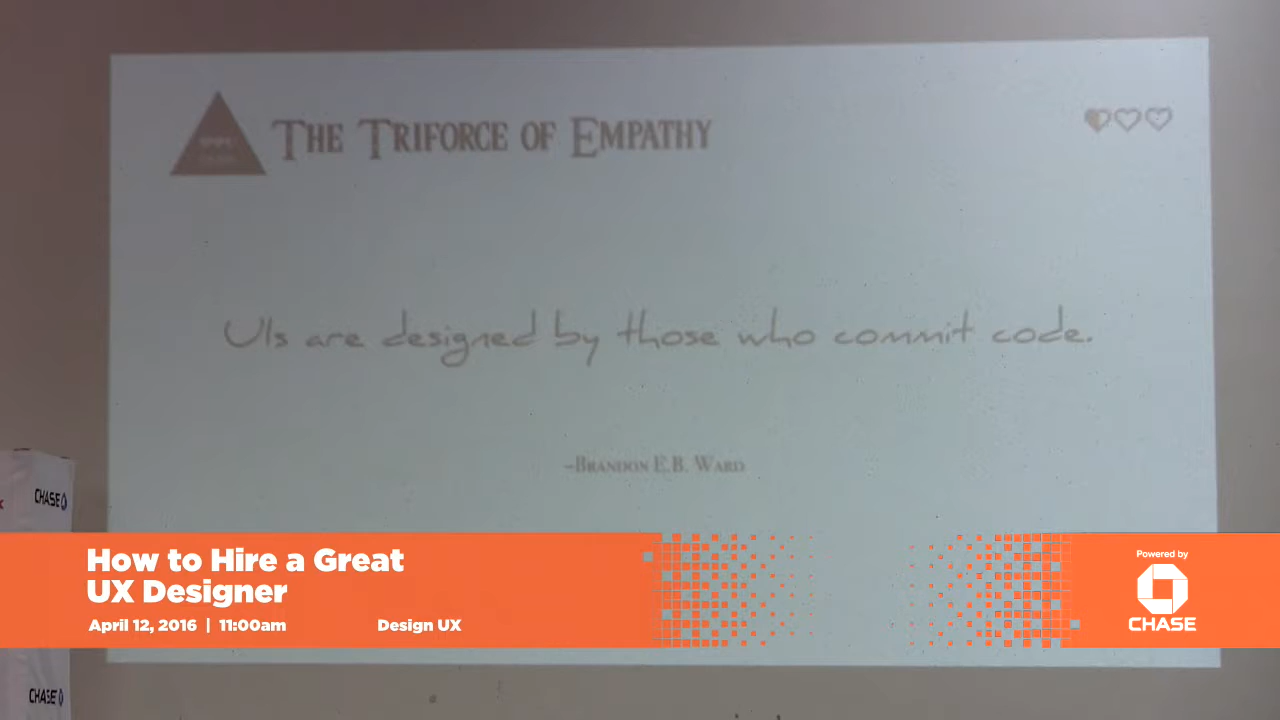 The Triforce of Empathy
UIs are designed by those who commit code.
–Brandon E.B. Ward
CHASE
How to Hire a Great
UX Designer
April 12, 2016 | 11:00am
Design UX
Powered by
CHASE
CHASE